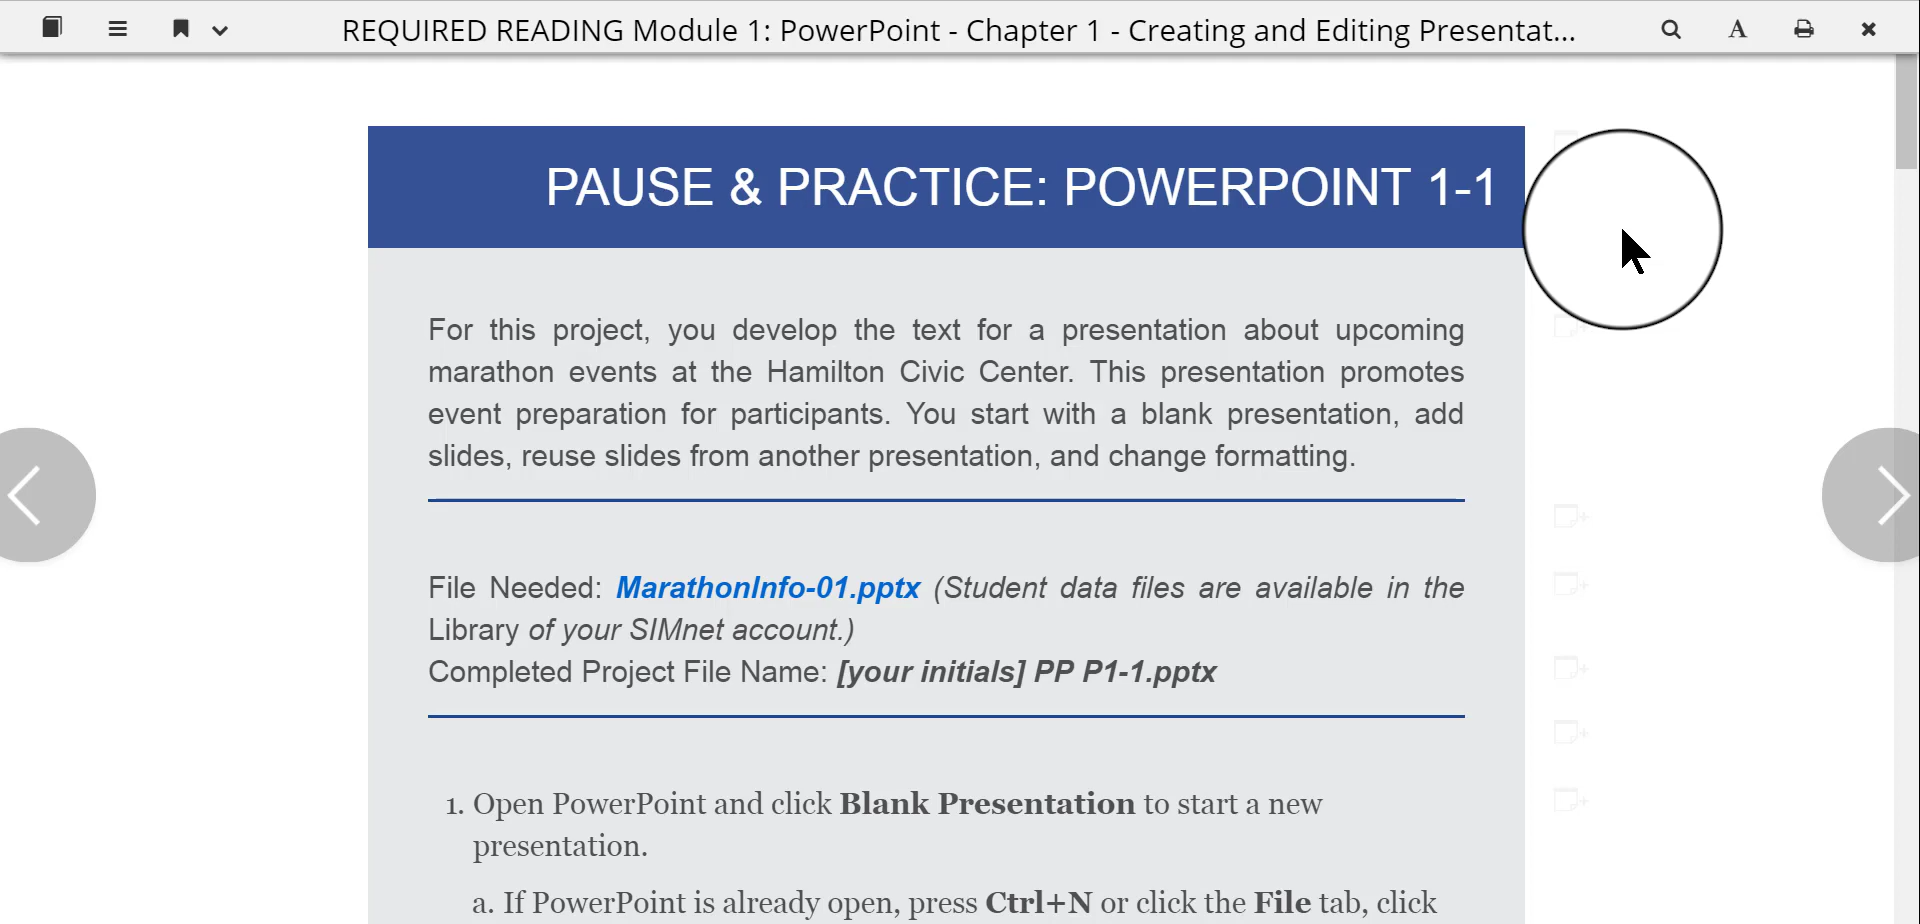 REQUIRED READING Module 1: PowerPoint - Chapter 1 - Creating and Editing Presentat...
PAUSE & PRACTICE: POWERPOINT 1-1
For this project, you develop the text for a presentation about upcoming
marathon events at the Hamilton Civic Center. This presentation promotes
event preparation for participants. You start with a blank presentation, add
slides, reuse slides from another presentation, and change formatting.
File Needed: MarathonInfo-01.pptx (Student data files are available in the
Library of your SIMnet account.)
Completed Project File Name: [your initials] PP P1-1.pptx
1. Open PowerPoint and click Blank Presentation to start a new
presentation.
a. If PowerPoint is already open, press Ctrl+N or click the File tab, click